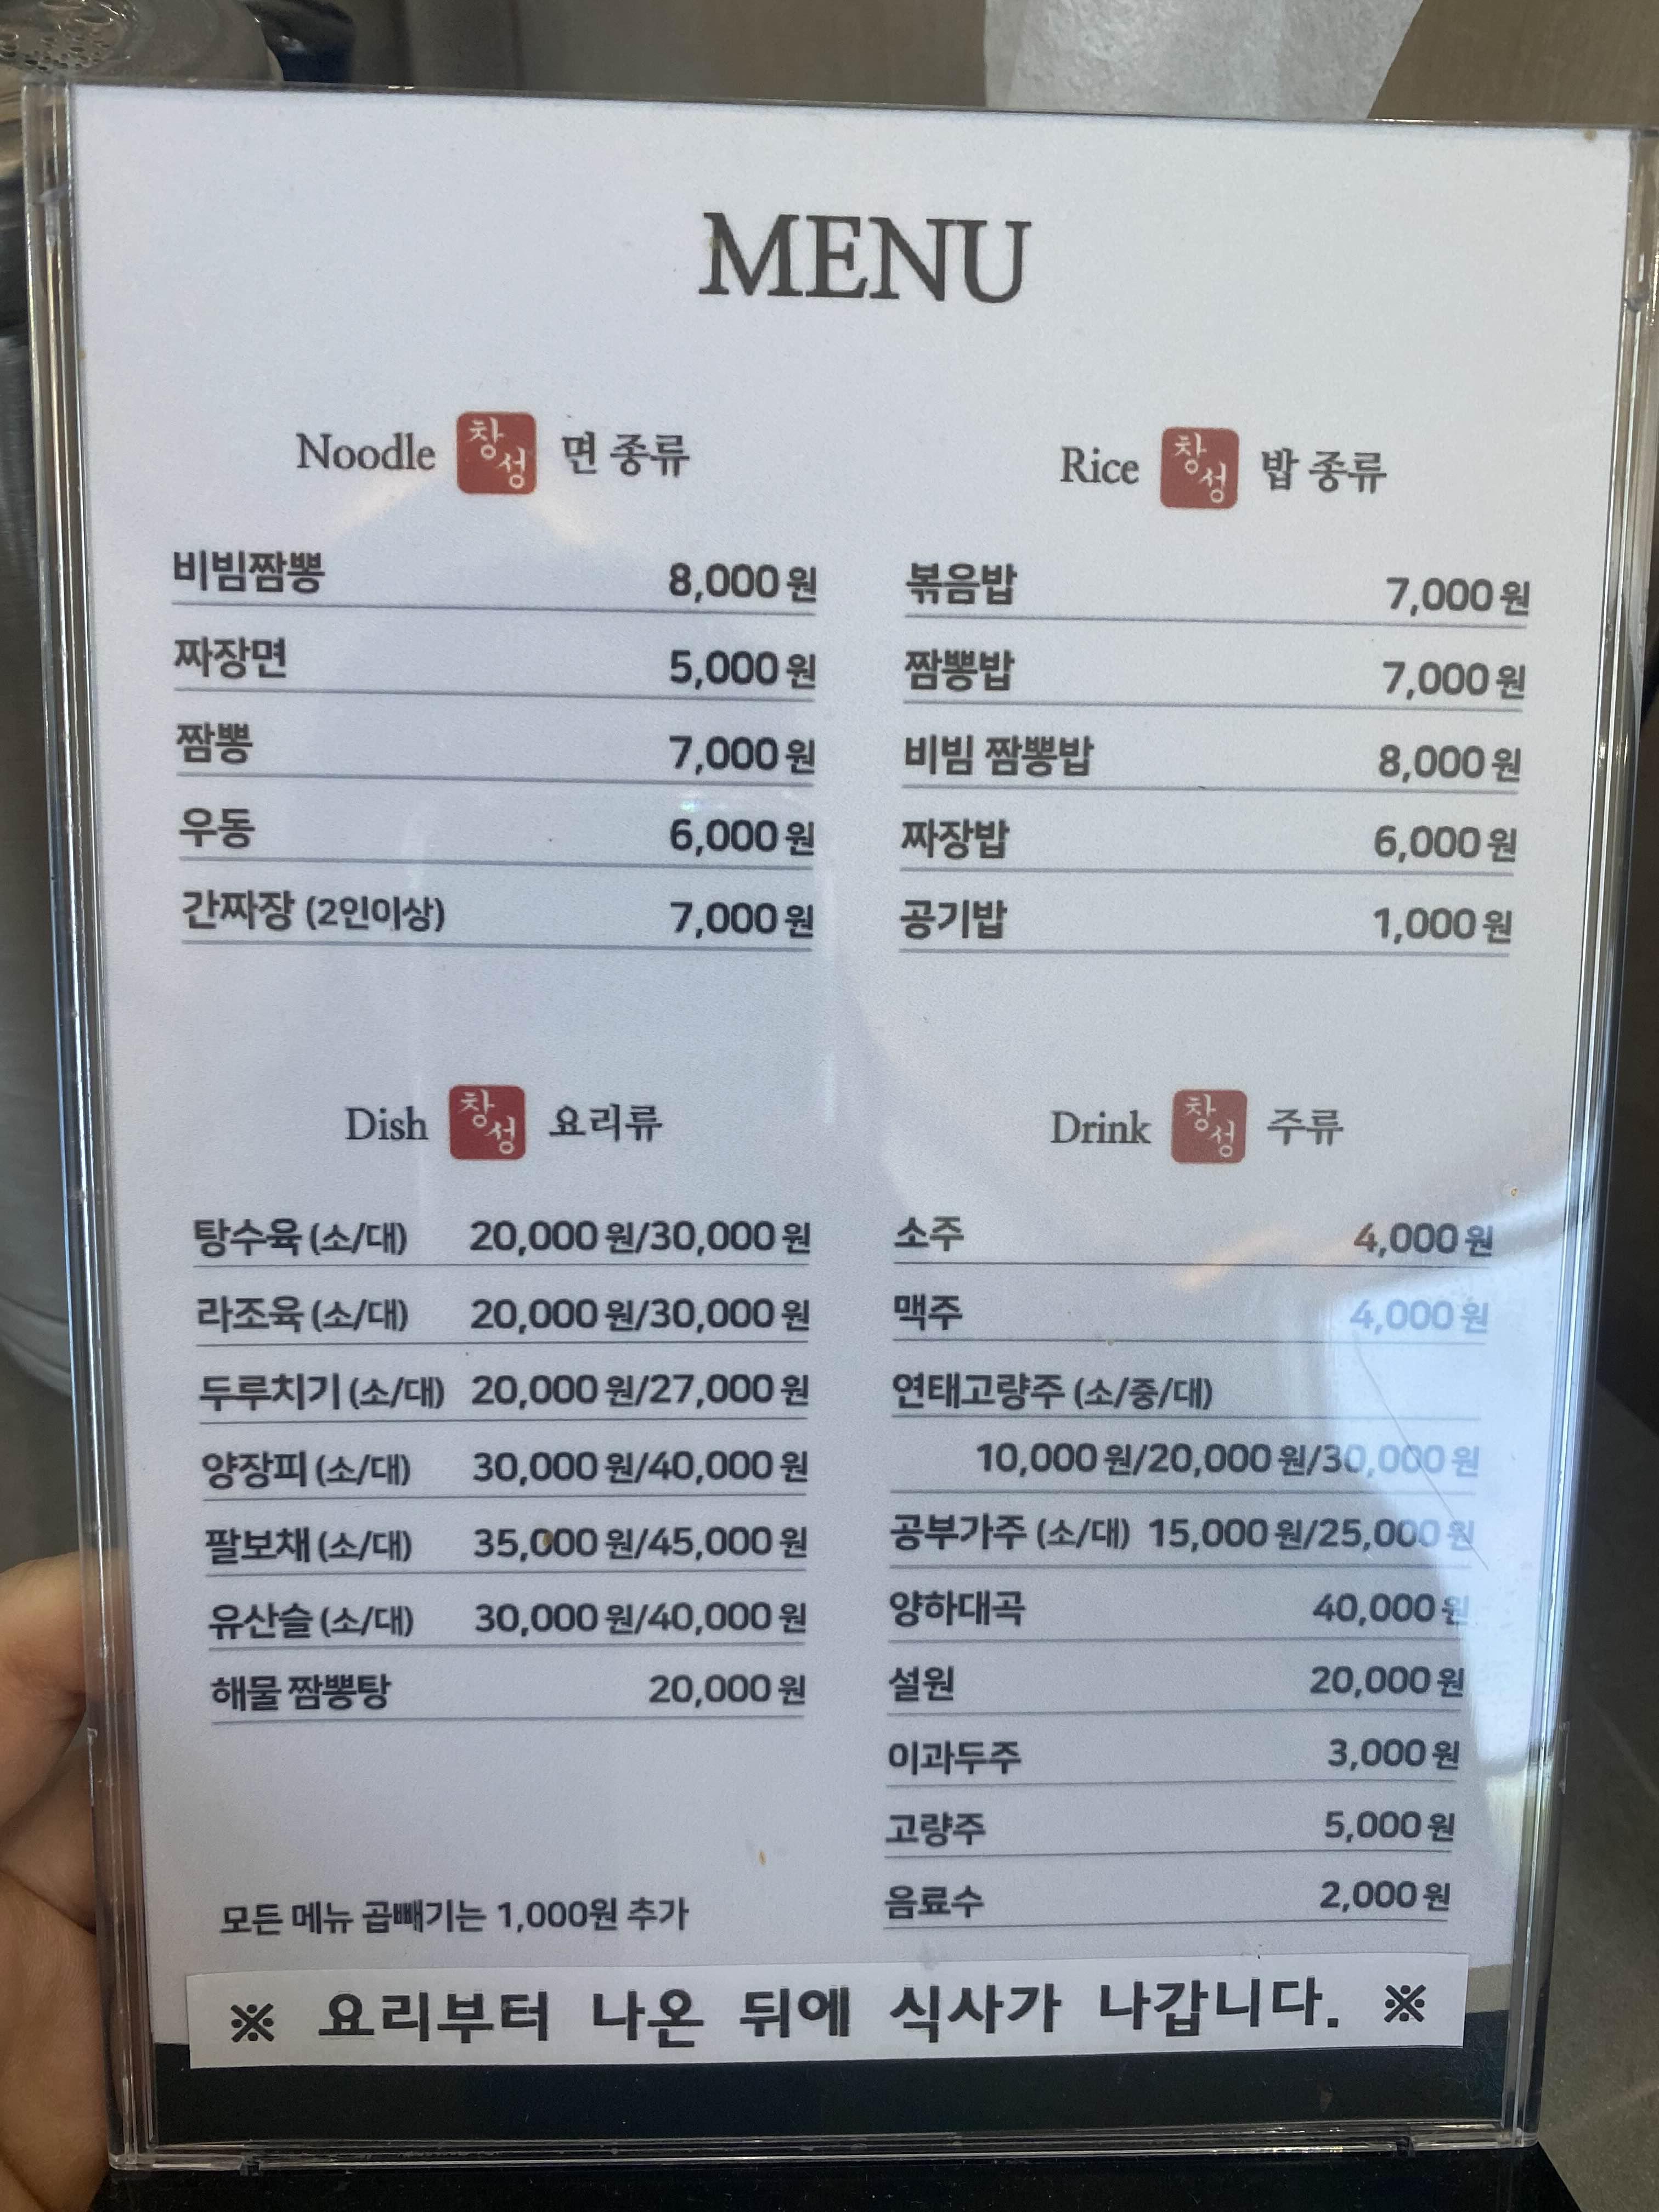 MENU
Noodle 창성 면 종류
비빔짬뽕 8,000원
짜장면 5,000원
짬뽕 7,000원
우동 6,000원
간짜장 (2인이상) 7,000원
Rice 창성 밥 종류
볶음밥 7,000원
짬뽕밥 7,000원
비빔 짬뽕밥 8,000원
짜장밥 6,000원
공기밥 1,000원
Dish 창성 요리류
탕수육 (소/대) 20,000원/30,000원
라조육 (소/대) 20,000원/30,000원
두루치기 (소/대) 20,000원/27,000원
양장피 (소/대) 30,000원/40,000원
팔보채 (소/대) 35,000원/45,000원
유산슬 (소/대) 30,000원/40,000원
해물 짬뽕탕 20,000원
모든 메뉴 곱빼기는 1,000원 추가
Drink 창성 주류
소주 4,000원
맥주 4,000원
연태고량주 (소/중/대)
10,000원/20,000원/30,000원
공부가주 (소/대) 15,000원/25,000원
양하대곡 40,000원
설원 20,000원
이과두주 3,000원
고량주 5,000원
음료수 2,000원
※ 요리부터 나온 뒤에 식사가 나갑니다. ※